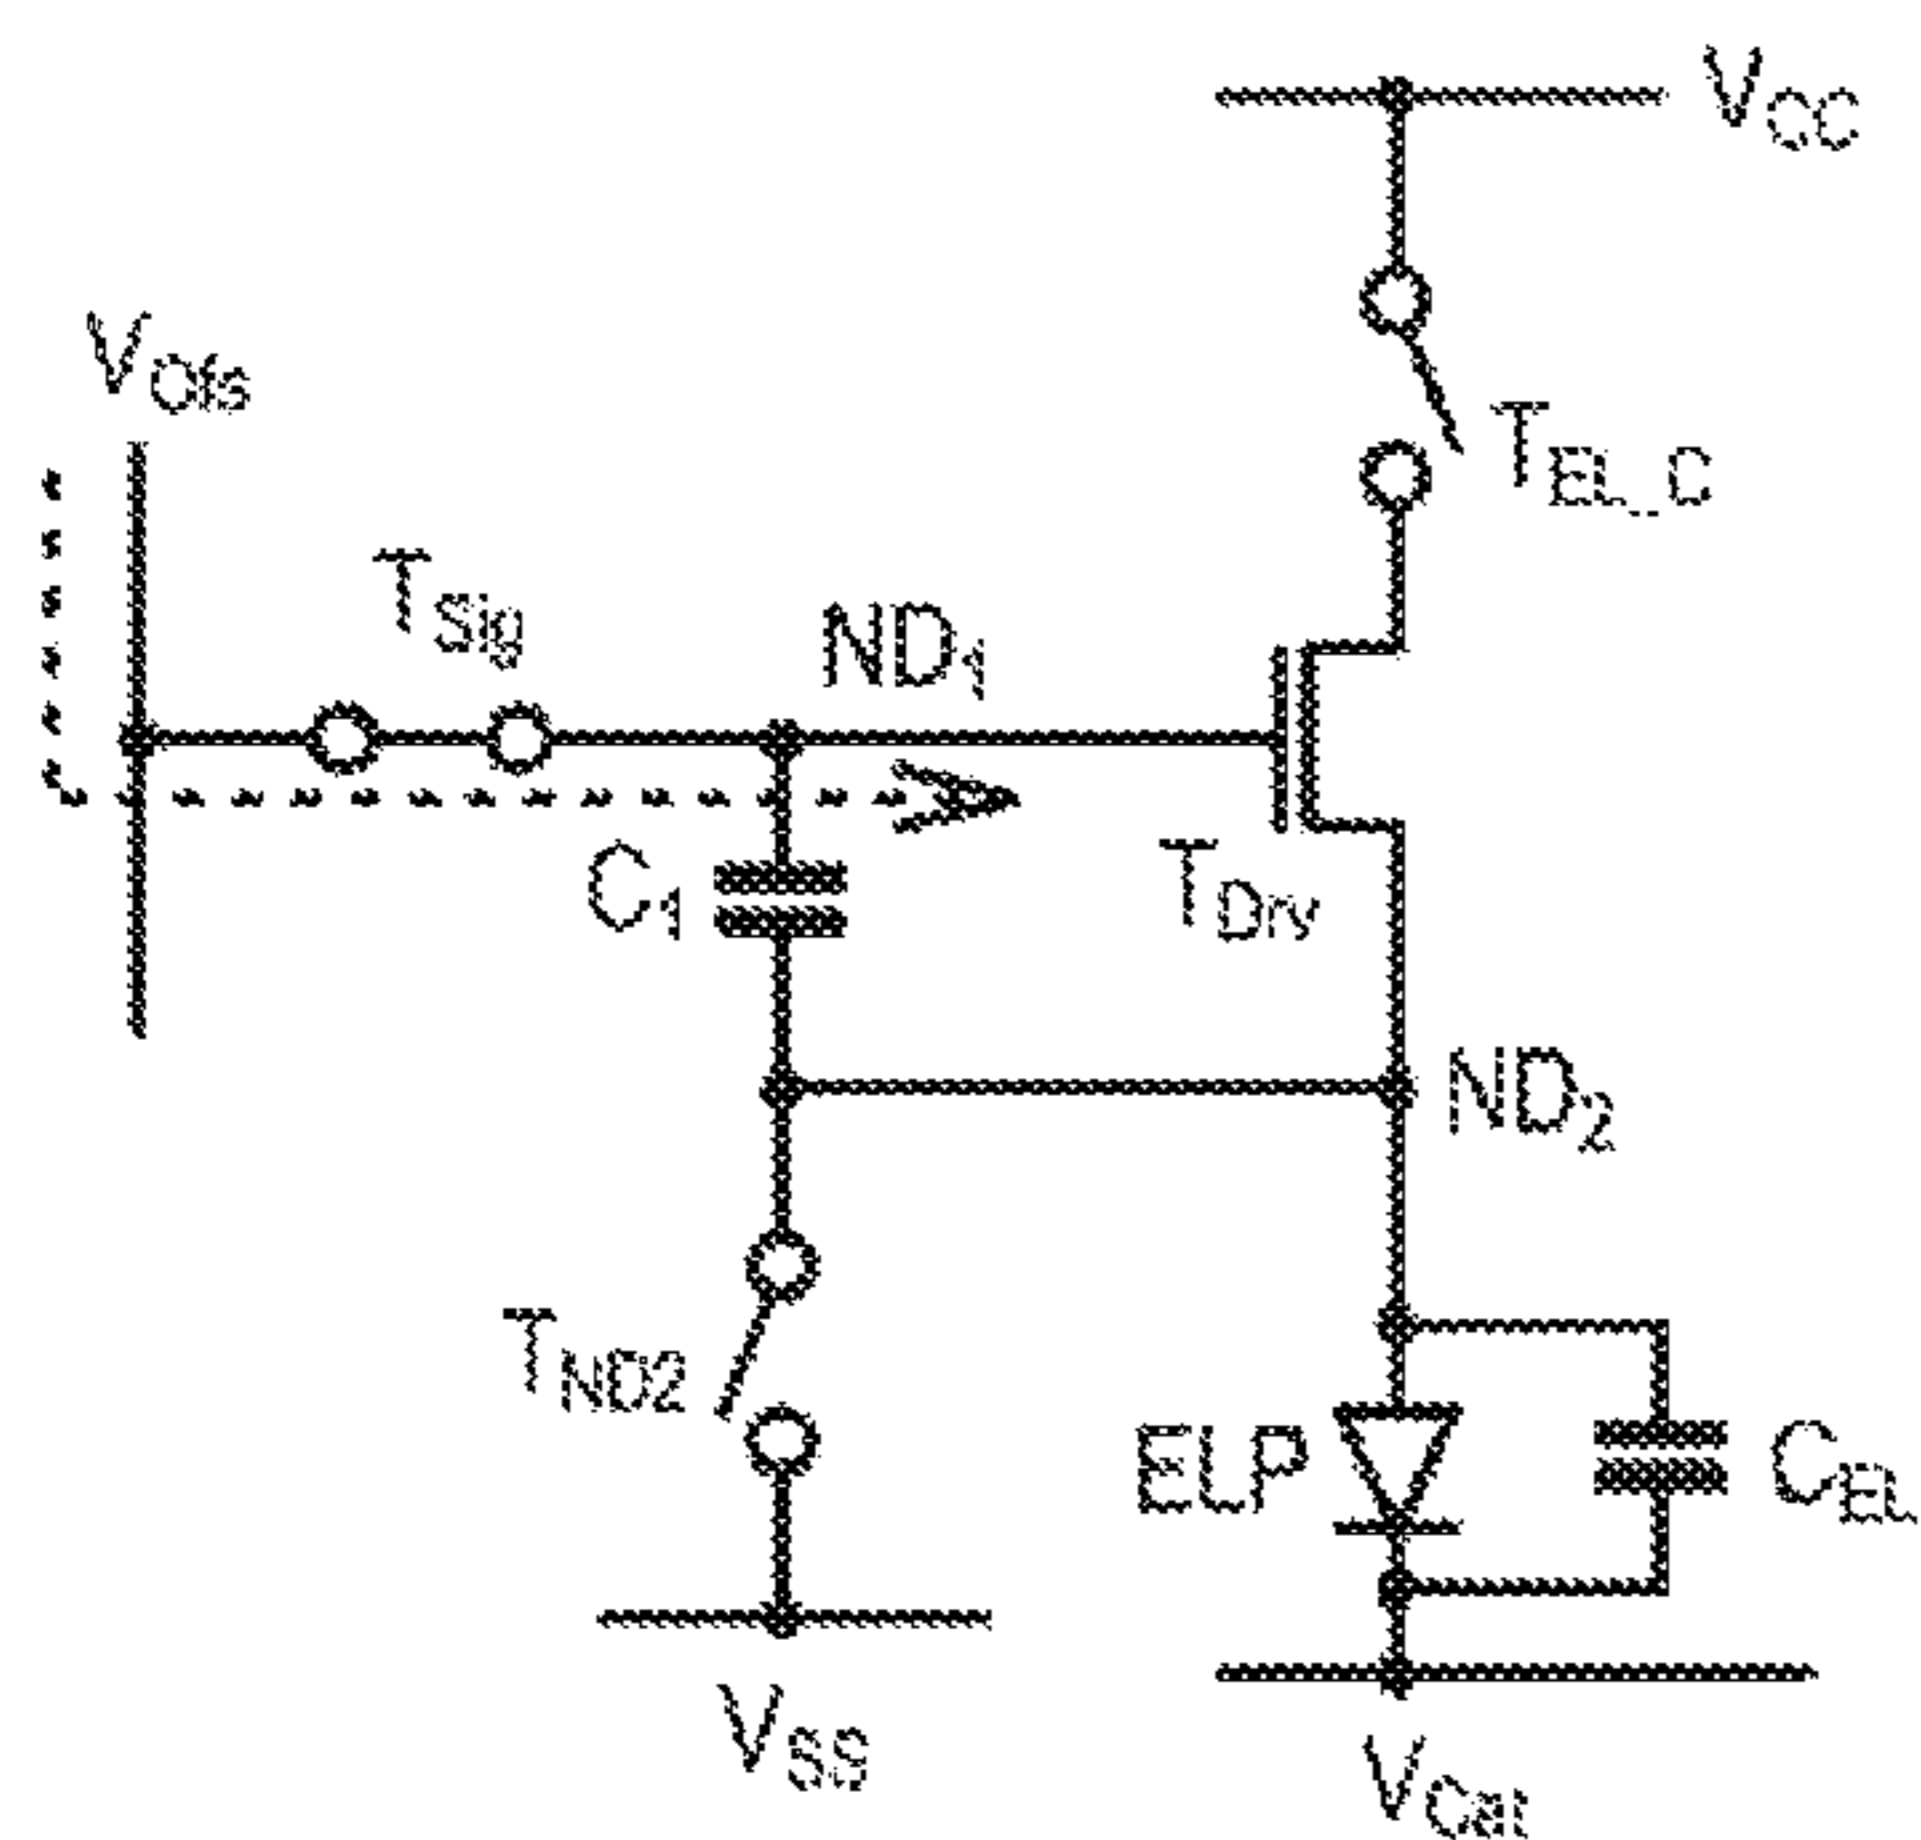 VCC
VOfs
TEL_C
TSig
ND1
C1
TDrv
ND2
TND2
ELP
CEL
VSS
VCat